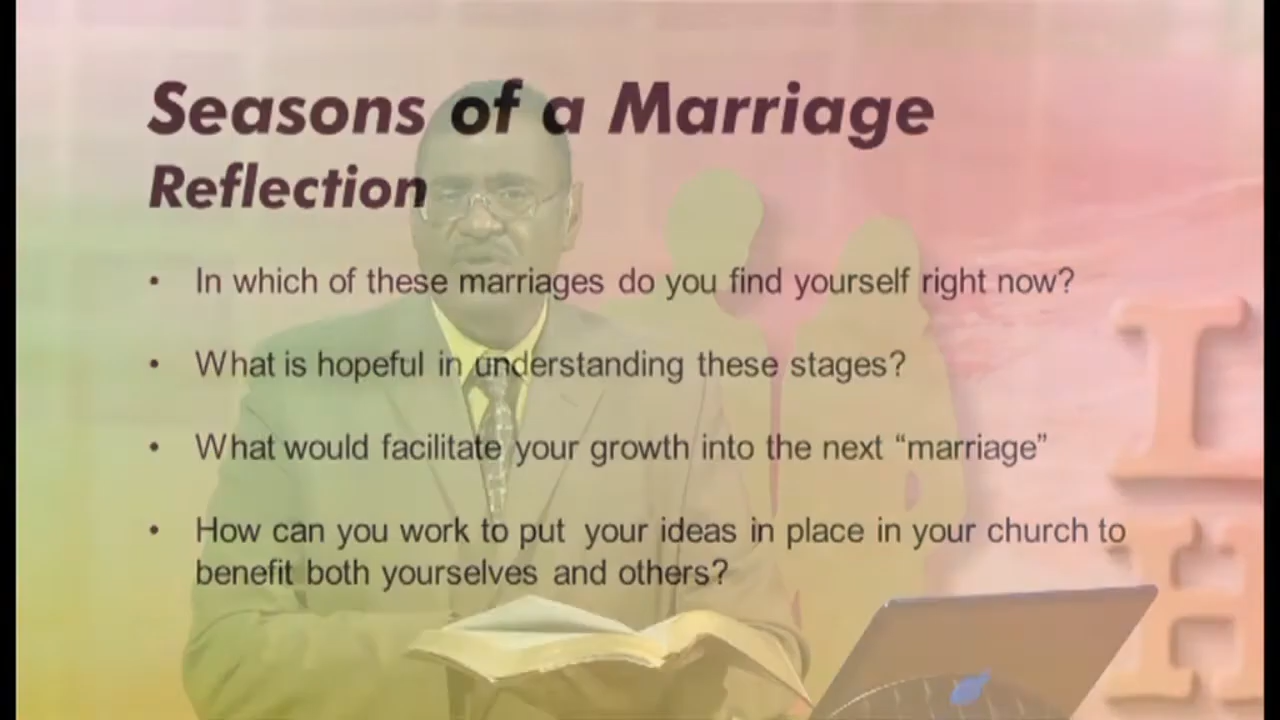 Seasons of a Marriage
Reflection
• In which of these marriages do you find yourself right now?
• What is hopeful in understanding these stages?
• What would facilitate your growth into the next “marriage”
• How can you work to put your ideas in place in your church to
benefit both yourselves and others?
I
H